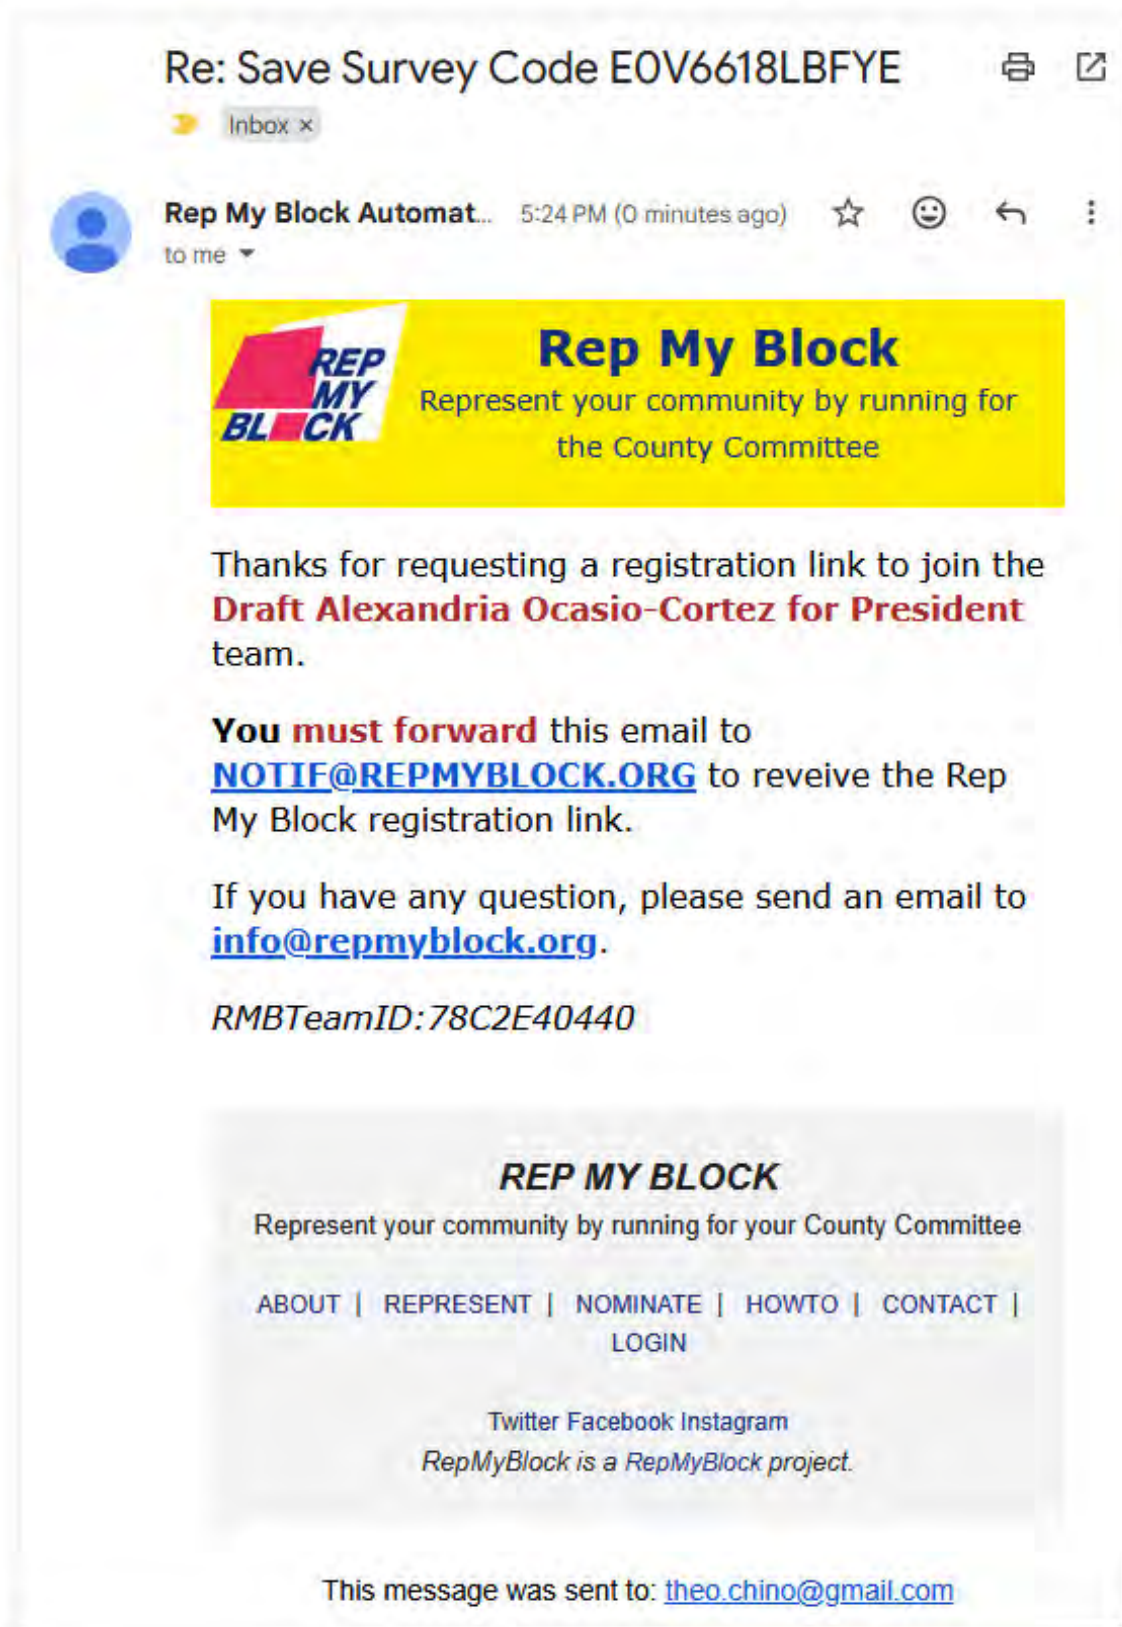 Re: Save Survey Code E0V6618LBFYE
Inbox ×
Rep My Block Automat... 5:24 PM (0 minutes ago)
to me
REP
MY
BLOCK
Rep My Block
Represent your community by running for
the County Committee
Thanks for requesting a registration link to join the
Draft Alexandria Ocasio-Cortez for President
team.
You must forward this email to
NOTIF@REPMYBLOCK.ORG to reveive the Rep
My Block registration link.
If you have any question, please send an email to
info@repmyblock.org.
RMBTeamID:78C2E40440
REP MY BLOCK
Represent your community by running for your County Committee
ABOUT | REPRESENT | NOMINATE | HOWTO | CONTACT |
LOGIN
Twitter Facebook Instagram
RepMyBlock is a RepMyBlock project.
This message was sent to: theo.chino@gmail.com